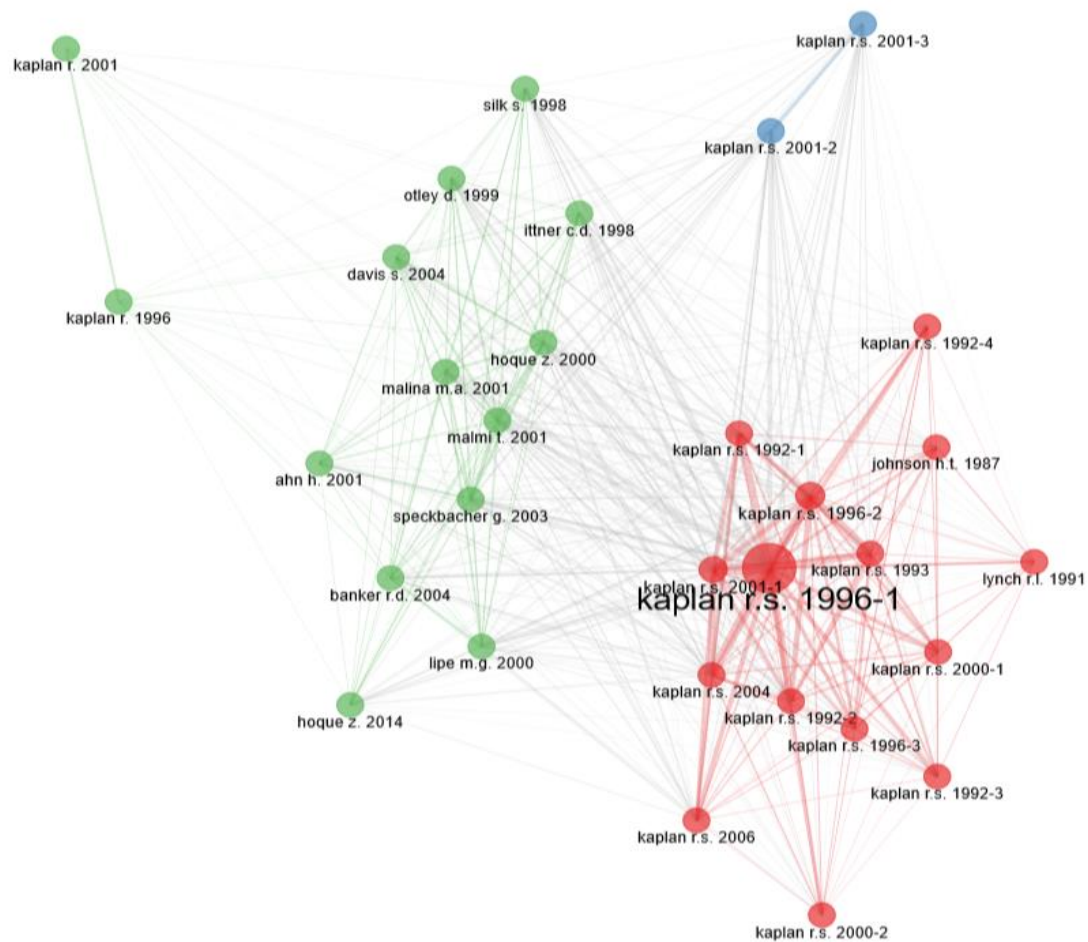 kaplan r.s. 2001-3
kaplan r. 2001
silk s. 1998
kaplan r.s. 2001-2
otley d. 1999
ittner c.d. 1998
davis s. 2004
kaplan r. 1996
kaplan r.s. 1992-4
hoque z. 2000
malina m.a. 2001
malmi t. 2001
kaplan r.s. 1992-1
johnson h.t. 1987
ahn h. 2001
speckbacher g. 2003
kaplan r.s. 1996-2
kaplan r.s. 1993
lynch r.l. 1991
kaplan r.s. 2001-1
banker r.d. 2004
kaplan r.s. 1996-1
lipe m.g. 2000
kaplan r.s. 2000-1
kaplan r.s. 2004
hoque z. 2014
kaplan r.s. 1992-2
kaplan r.s. 1996-3
kaplan r.s. 1992-3
kaplan r.s. 2006
kaplan r.s. 2000-2